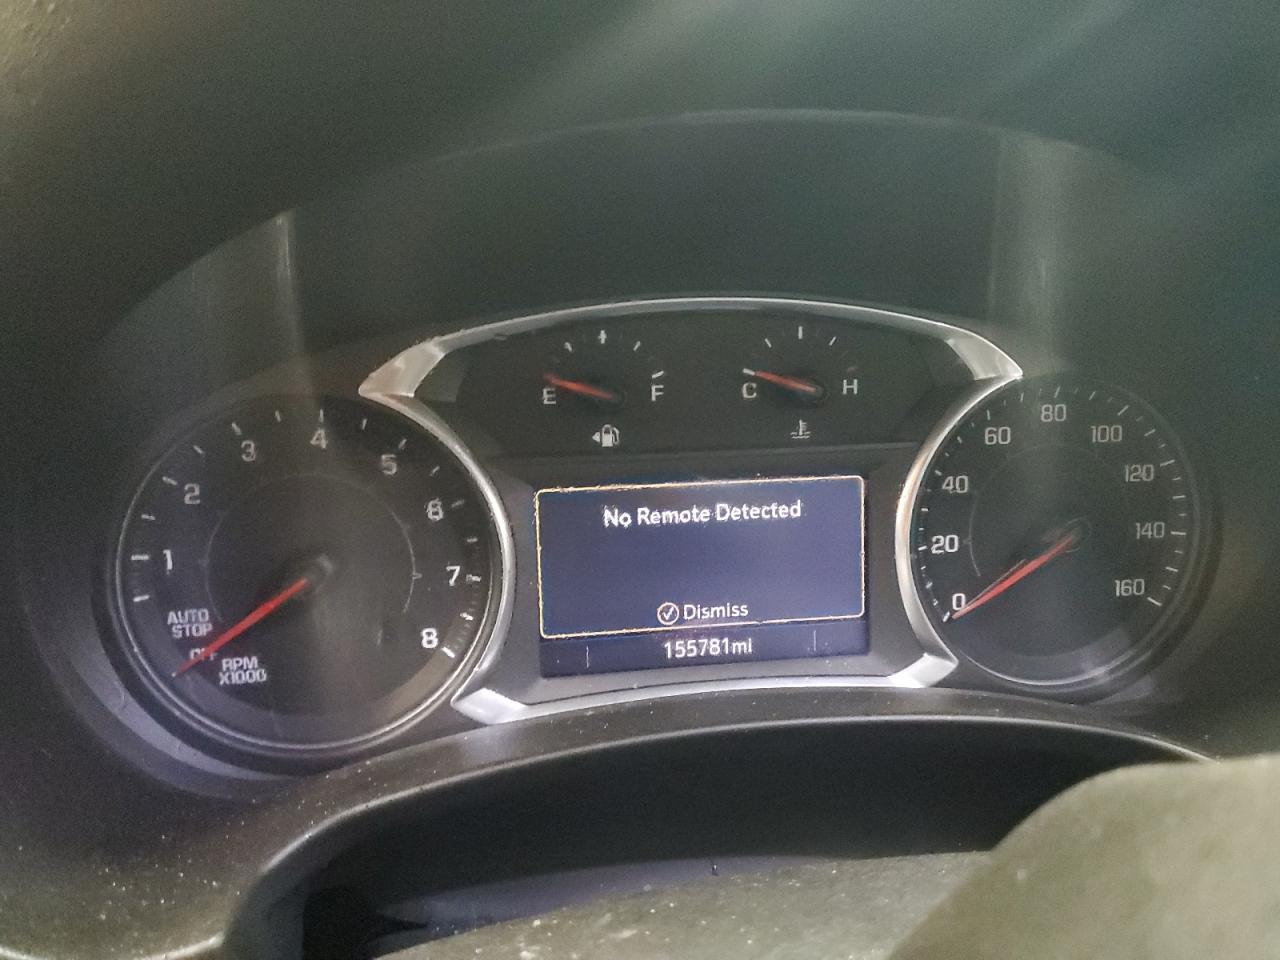 E
F
C
H
1
2
3
4
5
6
7
8
AUTO
STOP
OFF
RPM
X1000
No Remote Detected
Dismiss
155781mi
0
20
40
60
80
100
120
140
160